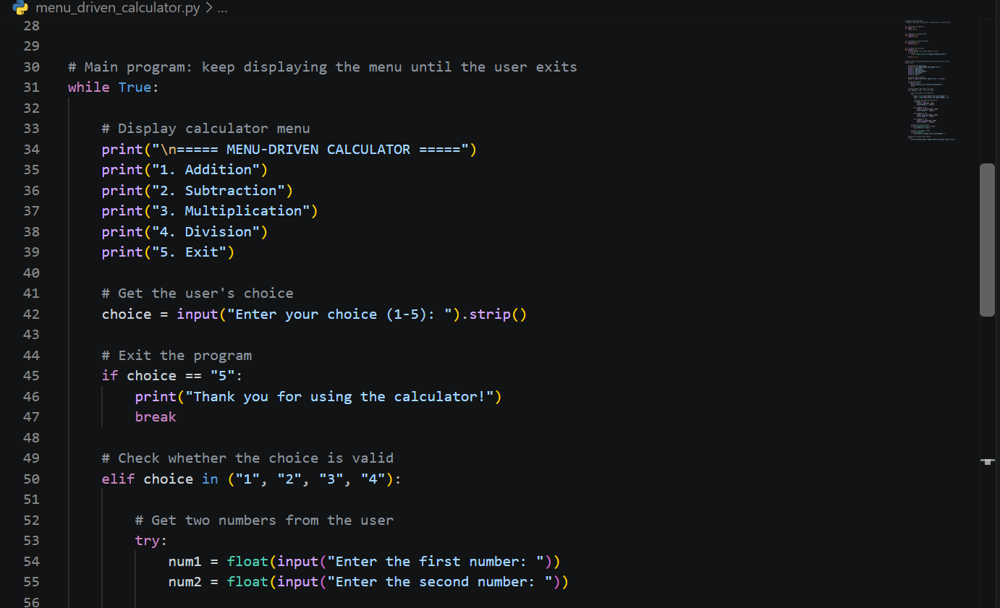 menu_driven_calculator.py > ...
28
29
30 # Main program: keep displaying the menu until the user exits
31 while True:
32
33     # Display calculator menu
34     print("\n===== MENU-DRIVEN CALCULATOR =====")
35     print("1. Addition")
36     print("2. Subtraction")
37     print("3. Multiplication")
38     print("4. Division")
39     print("5. Exit")
40
41     # Get the user's choice
42     choice = input("Enter your choice (1-5): ").strip()
43
44     # Exit the program
45     if choice == "5":
46         print("Thank you for using the calculator!")
47         break
48
49     # Check whether the choice is valid
50     elif choice in ("1", "2", "3", "4"):
51
52         # Get two numbers from the user
53         try:
54             num1 = float(input("Enter the first number: "))
55             num2 = float(input("Enter the second number: "))
56